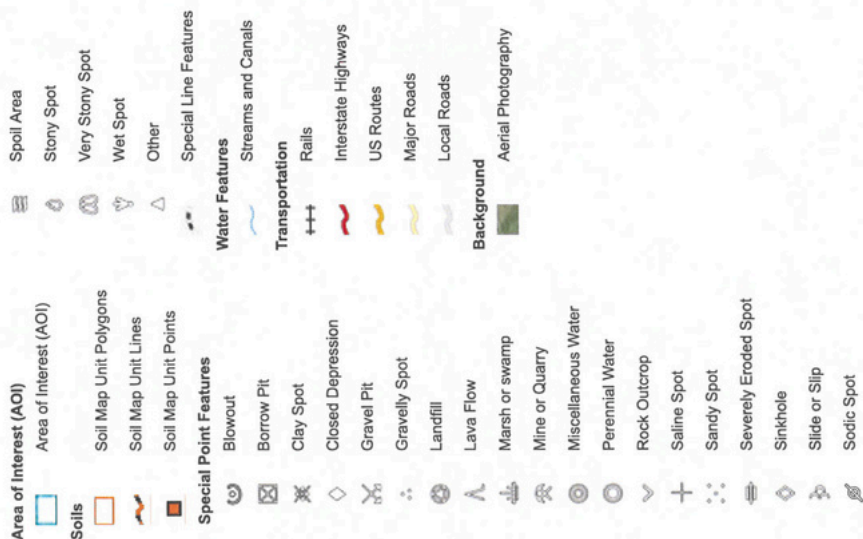 Area of Interest (AOI)
Area of Interest (AOI)
Soils
Soil Map Unit Polygons
Soil Map Unit Lines
Soil Map Unit Points
Special Point Features
Blowout
Borrow Pit
Clay Spot
Closed Depression
Gravel Pit
Gravelly Spot
Landfill
Lava Flow
Marsh or swamp
Mine or Quarry
Miscellaneous Water
Perennial Water
Rock Outcrop
Saline Spot
Sandy Spot
Severely Eroded Spot
Sinkhole
Slide or Slip
Sodic Spot
Spoil Area
Stony Spot
Very Stony Spot
Wet Spot
Other
Special Line Features
Water Features
Streams and Canals
Transportation
Rails
Interstate Highways
US Routes
Major Roads
Local Roads
Background
Aerial Photography